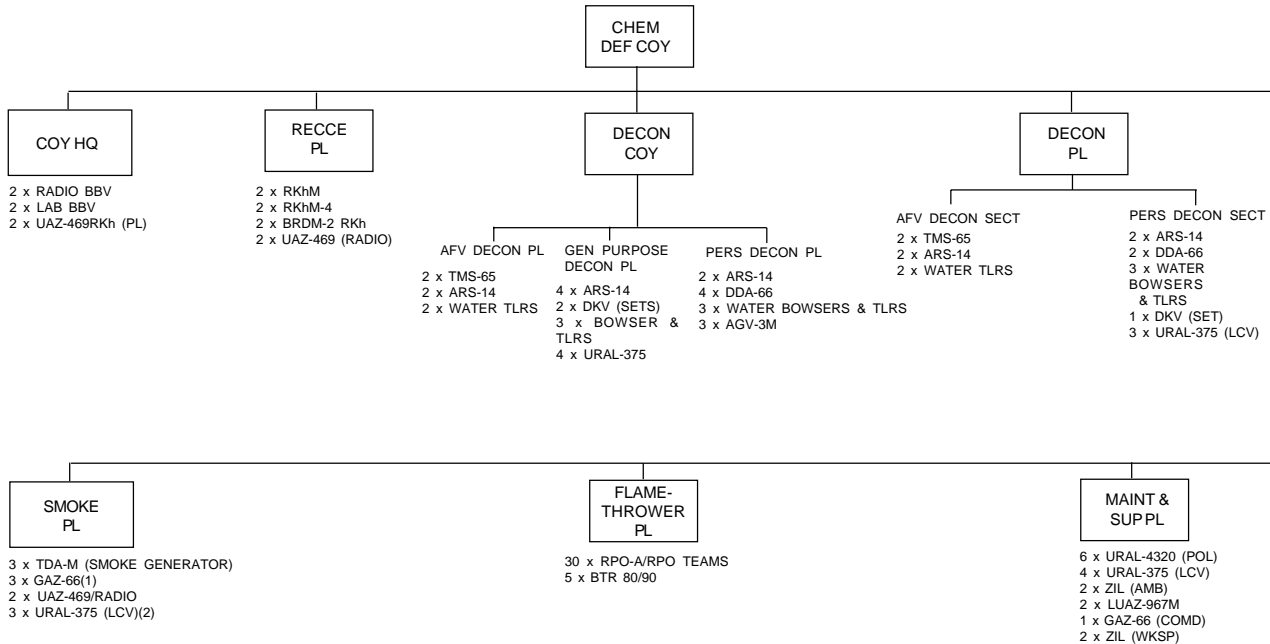 CHEM
DEF COY
COY HQ
2 x RADIO BBV
2 x LAB BBV
2 x UAZ-469RKh (PL)
RECCE
PL
2 x RKhM
2 x RKhM-4
2 x BRDM-2 RKh
2 x UAZ-469 (RADIO)
DECON
COY
AFV DECON PL
2 x TMS-65
2 x ARS-14
2 x WATER TLRS
GEN PURPOSE
DECON PL
4 x ARS-14
2 x DKV (SETS)
3 x BOWSER &
TLRS
4 x URAL-375
PERS DECON PL
2 x ARS-14
4 x DDA-66
3 x WATER BOWSERS & TLRS
3 x AGV-3M
DECON
PL
AFV DECON SECT
2 x TMS-65
2 x ARS-14
2 x WATER TLRS
PERS DECON SECT
2 x ARS-14
2 x DDA-66
3 x WATER
BOWSERS
& TLRS
1 x DKV (SET)
3 x URAL-375 (LCV)
SMOKE
PL
3 x TDA-M (SMOKE GENERATOR)
3 x GAZ-66(1)
2 x UAZ-469/RADIO
3 x URAL-375 (LCV)(2)
FLAME-
THROWER
PL
30 x RPO-A/RPO TEAMS
5 x BTR 80/90
MAINT &
SUP PL
6 x URAL-4320 (POL)
4 x URAL-375 (LCV)
2 x ZIL (AMB)
2 x LUAZ-967M
1 x GAZ-66 (COMD)
2 x ZIL (WKSP)